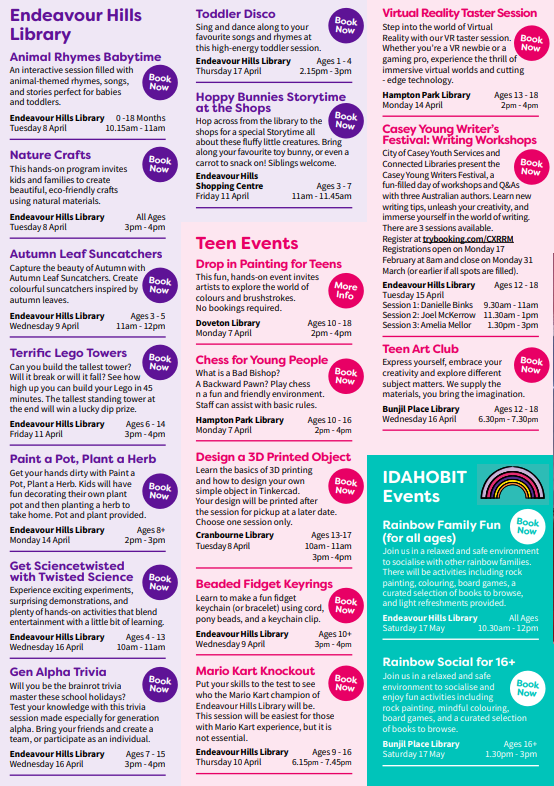 Endeavour Hills
Library
Animal Rhymes Babytime
An interactive session filled with
animal-themed rhymes, songs,
and stories perfect for babies
and toddlers.
Book
Now
Endeavour Hills Library 0 -18 Months
Tuesday 8 April 10.15am - 11am
Nature Crafts
This hands-on program invites
kids and families to create
beautiful, eco-friendly crafts
using natural materials.
Book
Now
Endeavour Hills Library All Ages
Tuesday 8 April 3pm - 4pm
Autumn Leaf Suncatchers
Capture the beauty of Autumn with
Autumn Leaf Suncatchers. Create
colourful suncatchers inspired by
autumn leaves.
Book
Now
Endeavour Hills Library Ages 3 - 5
Wednesday 9 April 11am - 12pm
Terrific Lego Towers
Can you build the tallest tower?
Will it break or will it fall? See how
high up you can build your Lego in 45
minutes. The tallest standing tower at
the end will win a lucky dip prize.
Book
Now
Endeavour Hills Library Ages 6 - 14
Friday 11 April 3pm - 4pm
Paint a Pot, Plant a Herb
Get your hands dirty with Paint a
Pot, Plant a Herb. Kids will have
fun decorating their own plant
pot and then planting a herb to
take home. Pot and plant provided.
Book
Now
Endeavour Hills Library Ages 8+
Monday 14 April 2pm - 3pm
Get Sciencetwisted
with Twisted Science
Experience exciting experiments,
surprising demonstrations, and
plenty of hands-on activities that blend
entertainment with a little bit of learning.
Book
Now
Endeavour Hills Library Ages 4 - 13
Wednesday 16 April 10am - 11am
Gen Alpha Trivia
Will you be the brainrot trivia
master these school holidays?
Test your knowledge with this trivia
session made especially for generation
alpha. Bring your friends and create a
team, or participate as an individual.
Book
Now
Endeavour Hills Library Ages 7 - 15
Wednesday 16 April 3pm - 4pm
Toddler Disco
Sing and dance along to your
favourite songs and rhymes at
this high-energy toddler session.
Book
Now
Endeavour Hills Library Ages 1 - 4
Thursday 17 April 2.15pm - 3pm
Hoppy Bunnies Storytime
at the Shops
Hop across from the library to the
shops for a special Storytime all
about these fluffy little creatures. Bring
along your favourite toy bunny, or even a
carrot to snack on! Siblings welcome.
Book
Now
Endeavour Hills
Shopping Centre Ages 3 - 7
Friday 11 April 11am - 11.45am
Teen Events
Drop in Painting for Teens
This fun, hands-on event invites
artists to explore the world of
colours and brushstrokes.
No bookings required.
More
Info
Doveton Library Ages 10 - 18
Monday 7 April 2pm - 4pm
Chess for Young People
What is a Bad Bishop?
A Backward Pawn? Play chess
n a fun and friendly environment.
Staff can assist with basic rules.
Book
Now
Hampton Park Library Ages 10 - 16
Monday 7 April 2pm - 4pm
Design a 3D Printed Object
Learn the basics of 3D printing
and how to design your own
simple object in Tinkercad.
Your design will be printed after
the session for pickup at a later date.
Choose one session only.
Book
Now
Cranbourne Library Ages 13-17
Tuesday 8 April 10am - 11am
3pm - 4pm
Beaded Fidget Keyrings
Learn to make a fun fidget
keychain (or bracelet) using cord,
pony beads, and a keychain clip.
Book
Now
Endeavour Hills Library Ages 10+
Wednesday 9 April 3pm - 4pm
Mario Kart Knockout
Put your skills to the test to see
who the Mario Kart champion of
Endeavour Hills Library will be.
This session will be easiest for those
with Mario Kart experience, but it is
not essential.
Book
Now
Endeavour Hills Library Ages 9 - 16
Thursday 10 April 6.15pm - 7.45pm
Virtual Reality Taster Session
Step into the world of Virtual
Reality with our VR taster session.
Whether you're a VR newbie or a
gaming pro, experience the thrill of
immersive virtual worlds and cutting
- edge technology.
Book
Now
Hampton Park Library Ages 13 - 18
Monday 14 April 2pm - 4pm
Casey Young Writer's
Festival: Writing Workshops
City of Casey Youth Services and
Connected Libraries present the
Casey Young Writers Festival, a
fun-filled day of workshops and Q&As
with three Australian authors. Learn new
writing tips, unleash your creativity, and
immerse yourself in the world of writing.
There are 3 sessions available.
Register at trybooking.com/CXRRM
Registrations open on Monday 17
February at 8am and close on Monday 31
March (or earlier if all spots are filled).
Book
Now
Endeavour Hills Library Ages 12 - 18
Tuesday 15 April
Session 1: Danielle Binks 9.30am - 11am
Session 2: Joel McKerrow 11.30am - 1pm
Session 3: Amelia Mellor 1.30pm - 3pm
Teen Art Club
Express yourself, embrace your
creativity and explore different
subject matters. We supply the
materials, you bring the imagination.
Book
Now
Bunjil Place Library Ages 12 - 18
Wednesday 16 April 6.30pm - 7.30pm
IDAHOBIT
Events
Rainbow Family Fun
(for all ages)
Join us in a relaxed and safe environment
to socialise with other rainbow families.
There will be activities including rock
painting, colouring, board games, a
curated selection of books to browse,
and light refreshments provided.
Book
Now
Endeavour Hills Library All Ages
Saturday 17 May 10.30am - 12pm
Rainbow Social for 16+
Join us in a relaxed and safe
environment to socialise and
enjoy fun activities including
rock painting, mindful colouring,
board games, and a curated selection
of books to browse.
Book
Now
Bunjil Place Library Ages 16+
Saturday 17 May 1.30pm - 3pm